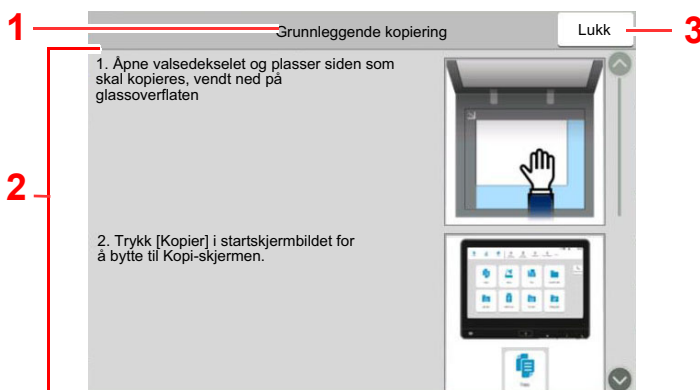 1
Grunnleggende kopiering
Lukk
3
1. Åpne valsedekselet og plasser siden som
skal kopieres, vendt ned på
glassoverflaten
2
2. Trykk [Kopier] i startskjermbildet for
å bytte til Kopi-skjermen.